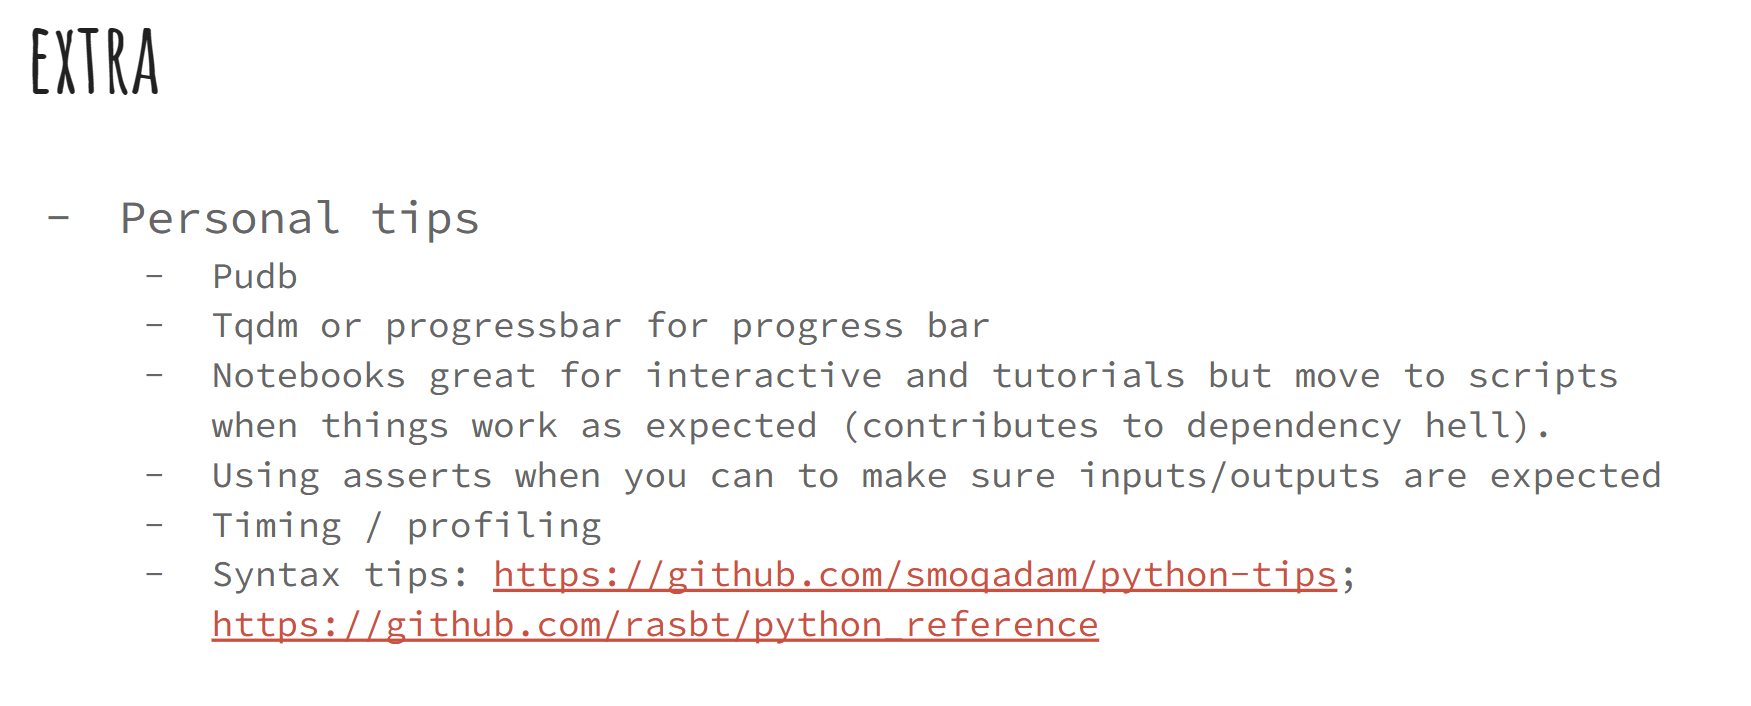 EXTRA
- Personal tips
- Pudb
- Tqdm or progressbar for progress bar
- Notebooks great for interactive and tutorials but move to scripts
when things work as expected (contributes to dependency hell).
- Using asserts when you can to make sure inputs/outputs are expected
- Timing / profiling
- Syntax tips: https://github.com/smoqadam/python-tips;
https://github.com/rasbt/python_reference